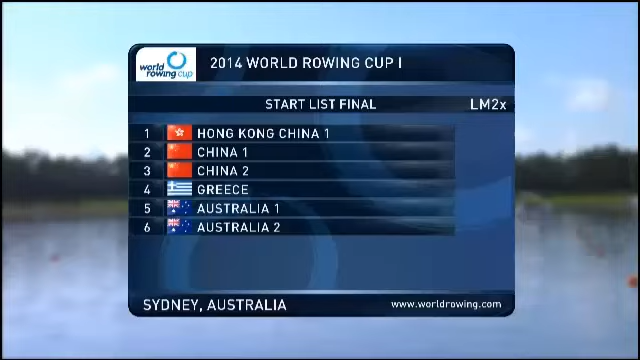 world
rowing cup
2014 WORLD ROWING CUP I
START LIST FINAL LM2x
1 HONG KONG CHINA 1
2 CHINA 1
3 CHINA 2
4 GREECE
5 AUSTRALIA 1
6 AUSTRALIA 2
SYDNEY, AUSTRALIA www.worldrowing.com